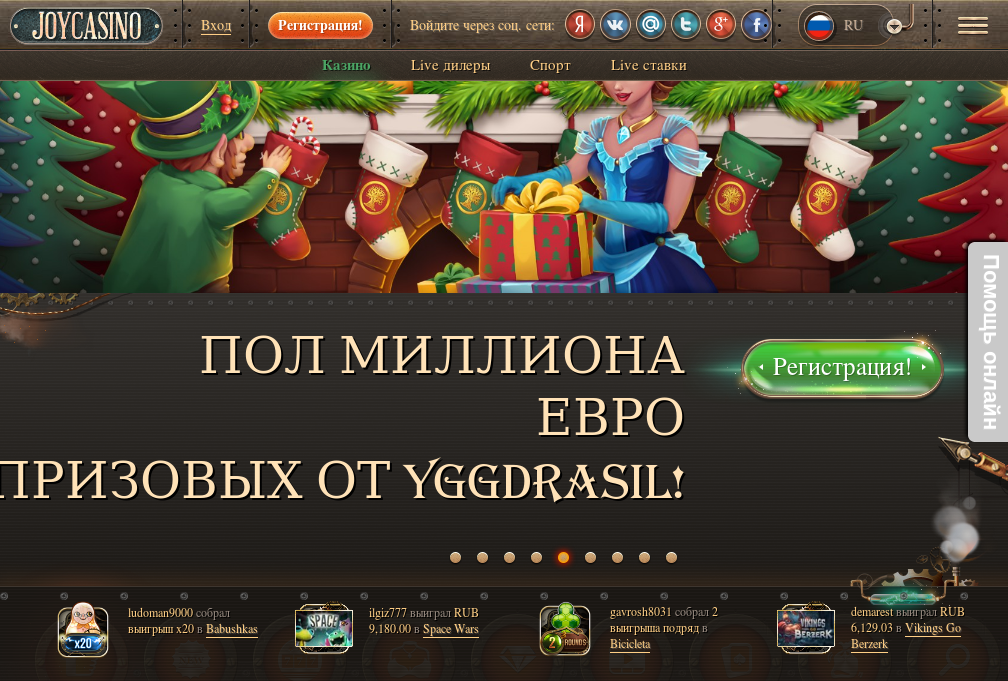 JOYCASINO
Вход
Регистрация!
Войдите через соц. сети:
Я
@
t
g+
f
RU
Казино
Live дилеры
Спорт
Live ставки
Помощь онлайн
ПОЛ МИЛЛИОНА
ЕВРО
ПРИЗОВЫХ ОТ YGGDRASIL!
Регистрация!
x20
ludoman9000 собрал
выигрыш x20 в Babushkas
SPACE
ilgiz777 выиграл RUB
9,180.00 в Space Wars
2 ROUNDS
gavrosh8031 собрал 2
выигрыша подряд в
Bicicleta
VIKINGS
GO
BERZERK
demarest выиграл RUB
6,129.03 в Vikings Go
Berzerk